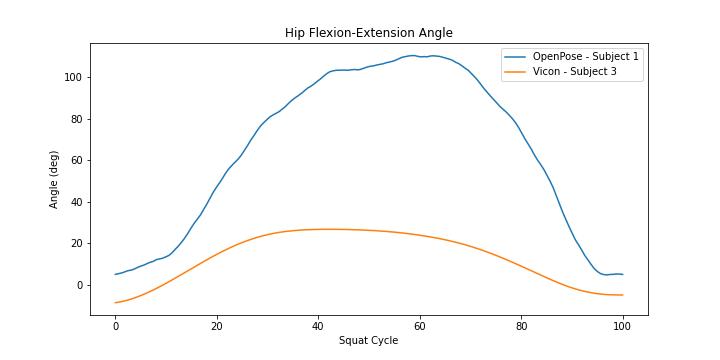 Hip Flexion-Extension Angle
OpenPose - Subject 1
Vicon - Subject 3
100
80
60
40
20
0
Angle (deg)
0 20 40 60 80 100
Squat Cycle